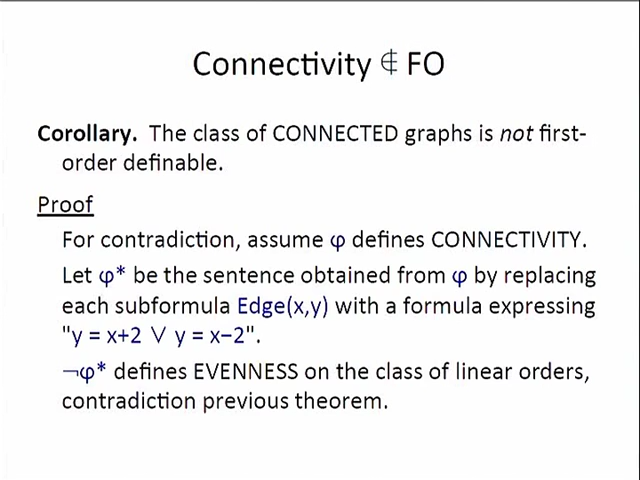 Connectivity ∉ FO
Corollary. The class of CONNECTED graphs is not first-
order definable.
Proof
For contradiction, assume φ defines CONNECTIVITY.
Let φ* be the sentence obtained from φ by replacing
each subformula Edge(x,y) with a formula expressing
"y = x+2 ∨ y = x−2".
¬φ* defines EVENNESS on the class of linear orders,
contradiction previous theorem.